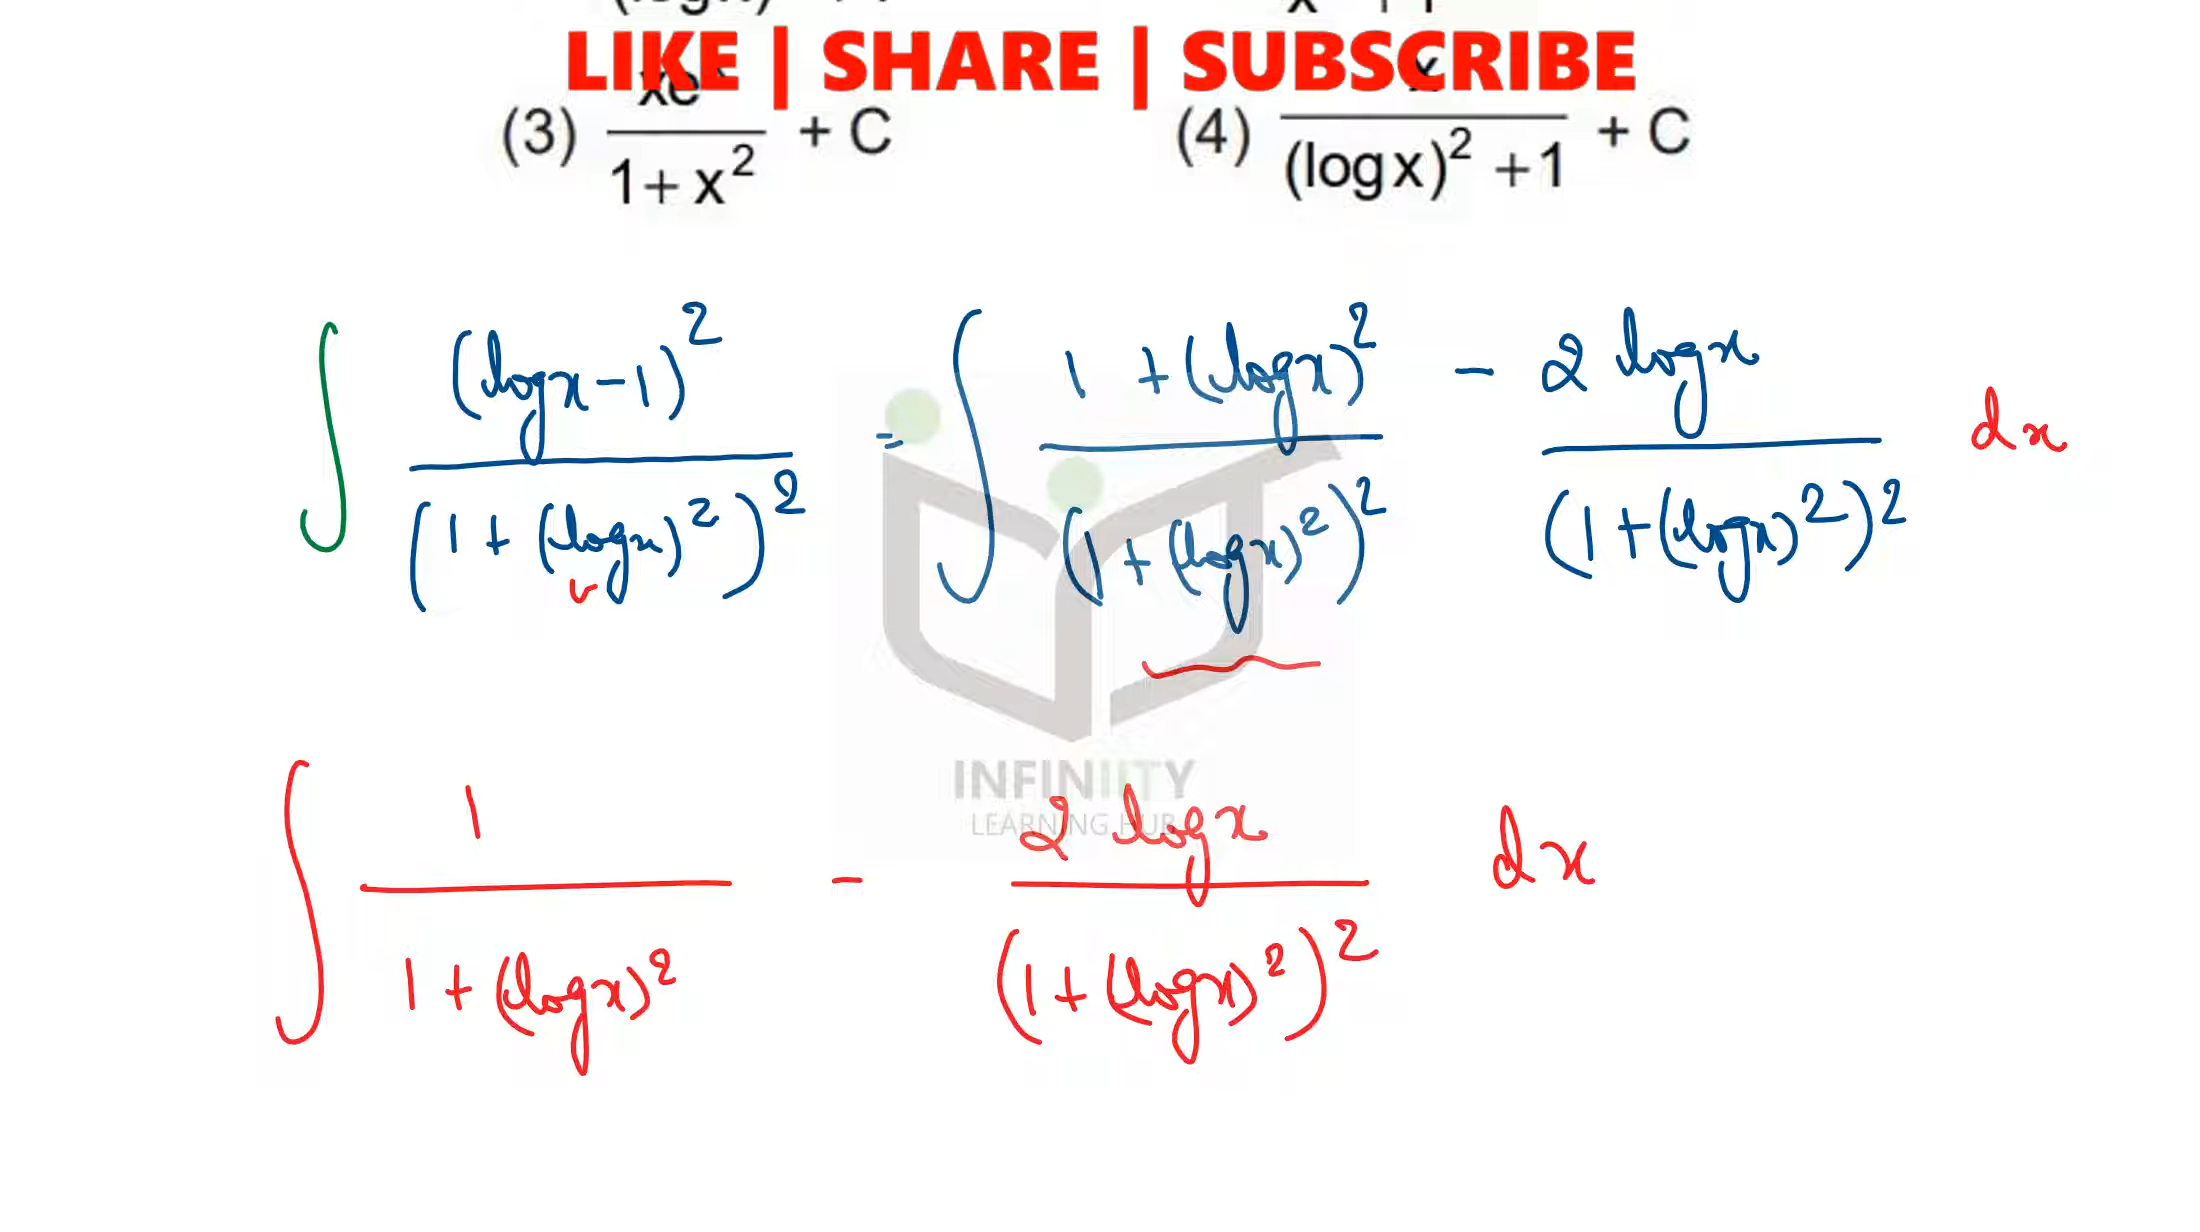 LIKE | SHARE | SUBSCRIBE
(3) xe / 1 + x² + C (4) x / (log x)² + 1 + C
∫ (log x − 1)² / (1 + (log x)²)² = ∫ 1 + (log x)² / (1 + (log x)²)² − 2 log x / (1 + (log x)²)² dx
INFINIITY
LEARNING HUB
∫ 1 / 1 + (log x)² − 2 log x / (1 + (log x)²)² dx